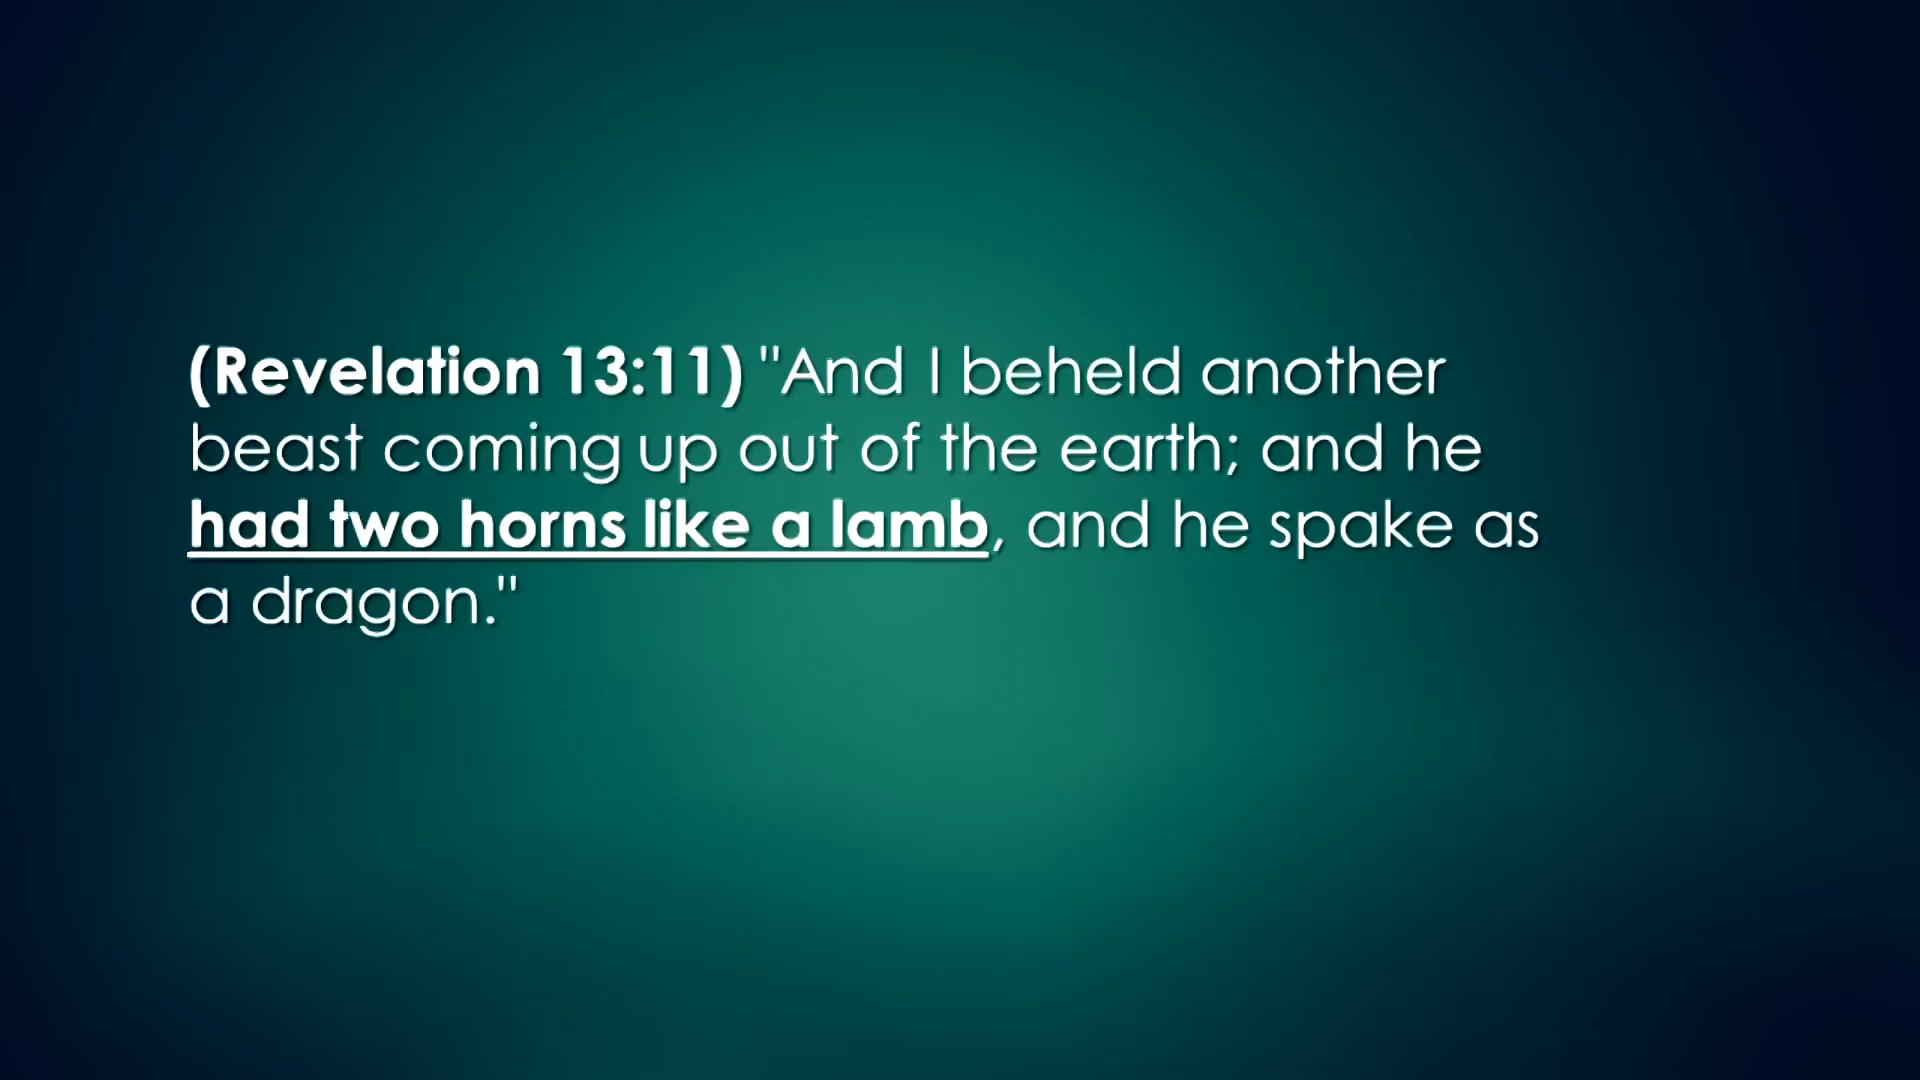 (Revelation 13:11) "And I beheld another
beast coming up out of the earth; and he
had two horns like a lamb, and he spake as
a dragon."